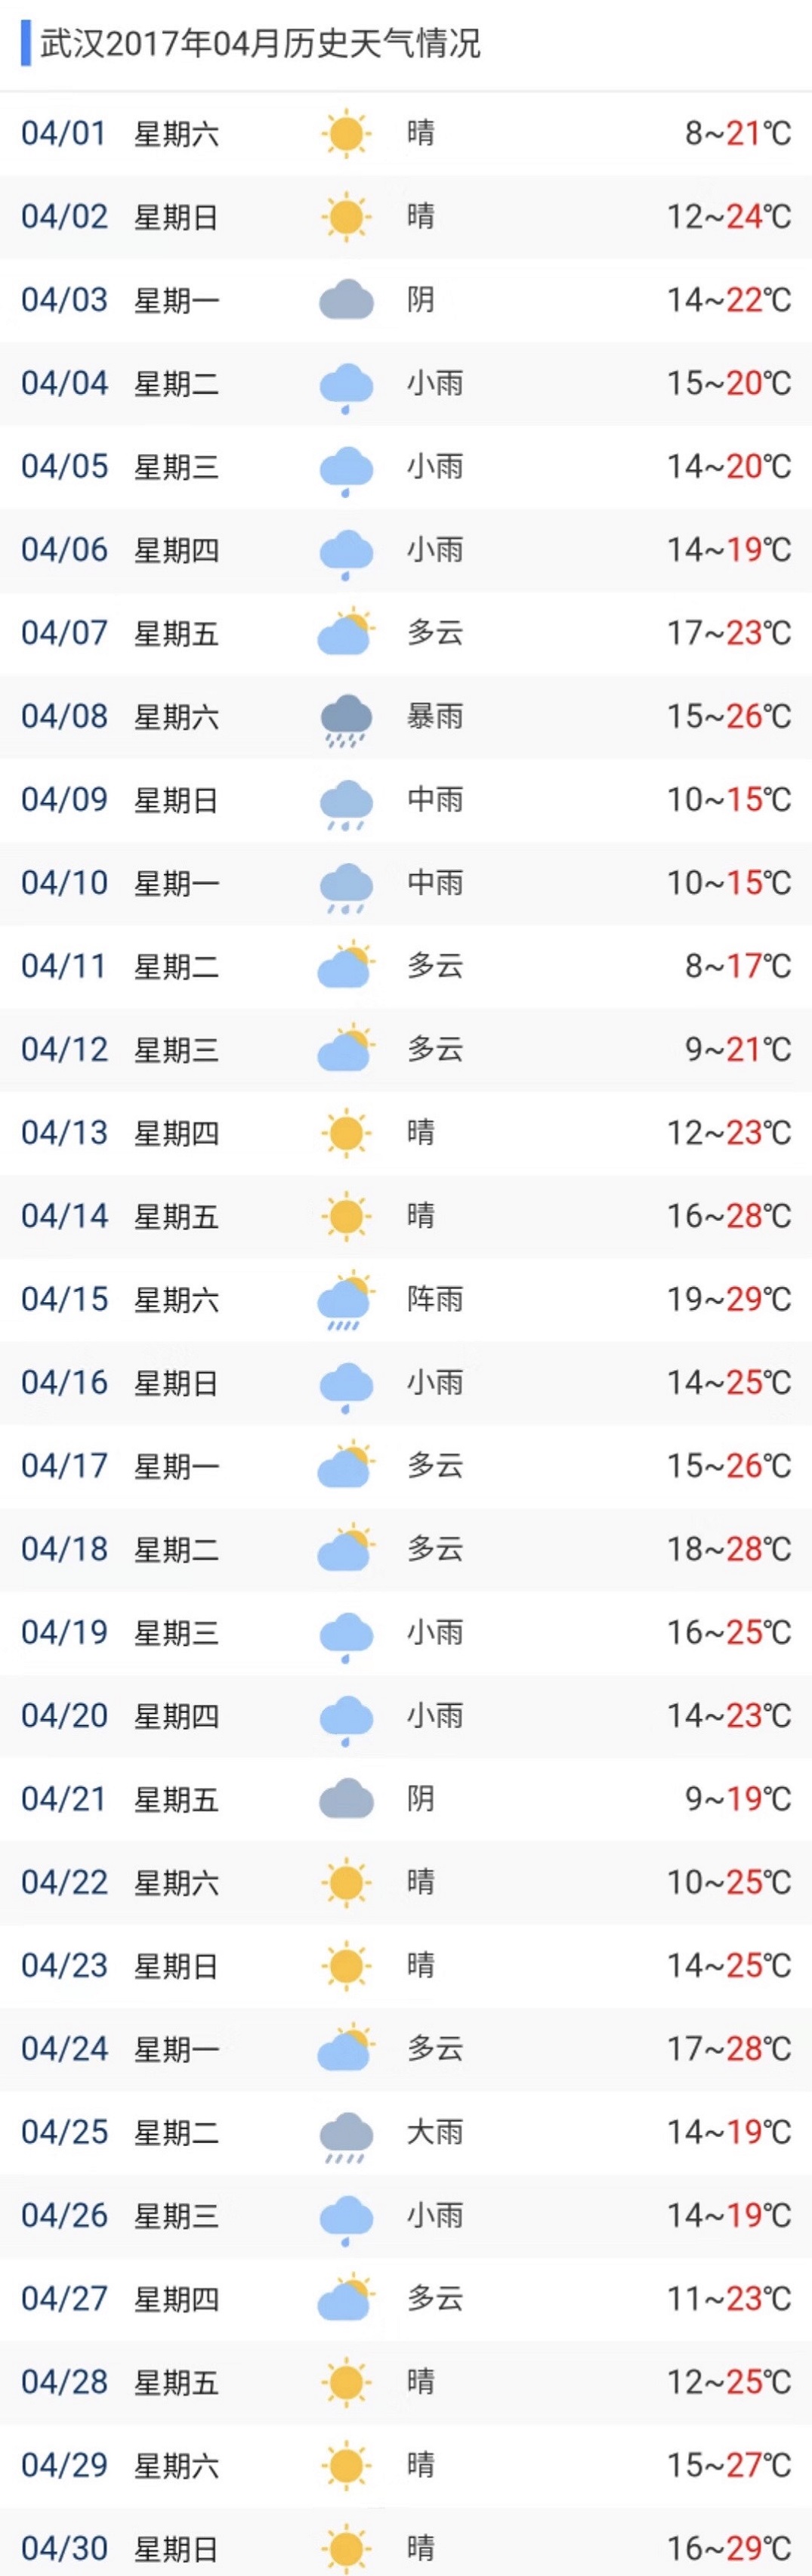 武汉2017年04月历史天气情况
04/01 星期六 晴 8~21℃
04/02 星期日 晴 12~24℃
04/03 星期一 阴 14~22℃
04/04 星期二 小雨 15~20℃
04/05 星期三 小雨 14~20℃
04/06 星期四 小雨 14~19℃
04/07 星期五 多云 17~23℃
04/08 星期六 暴雨 15~26℃
04/09 星期日 中雨 10~15℃
04/10 星期一 中雨 10~15℃
04/11 星期二 多云 8~17℃
04/12 星期三 多云 9~21℃
04/13 星期四 晴 12~23℃
04/14 星期五 晴 16~28℃
04/15 星期六 阵雨 19~29℃
04/16 星期日 小雨 14~25℃
04/17 星期一 多云 15~26℃
04/18 星期二 多云 18~28℃
04/19 星期三 小雨 16~25℃
04/20 星期四 小雨 14~23℃
04/21 星期五 阴 9~19℃
04/22 星期六 晴 10~25℃
04/23 星期日 晴 14~25℃
04/24 星期一 多云 17~28℃
04/25 星期二 大雨 14~19℃
04/26 星期三 小雨 14~19℃
04/27 星期四 多云 11~23℃
04/28 星期五 晴 12~25℃
04/29 星期六 晴 15~27℃
04/30 星期日 晴 16~29℃